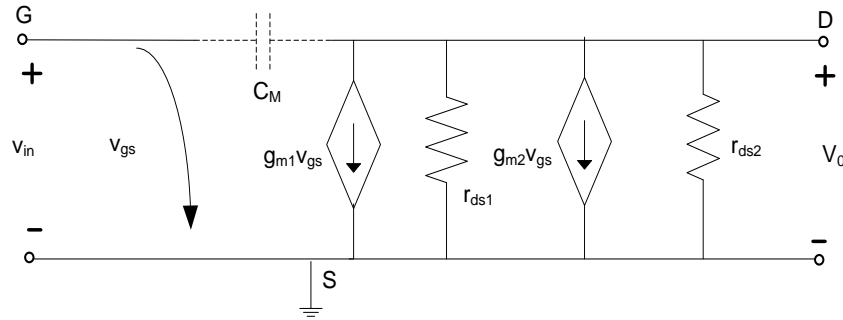 G D
+ +
C_M
v_in v_gs g_m1v_gs r_ds1 g_m2v_gs r_ds2 V_0
- -
S